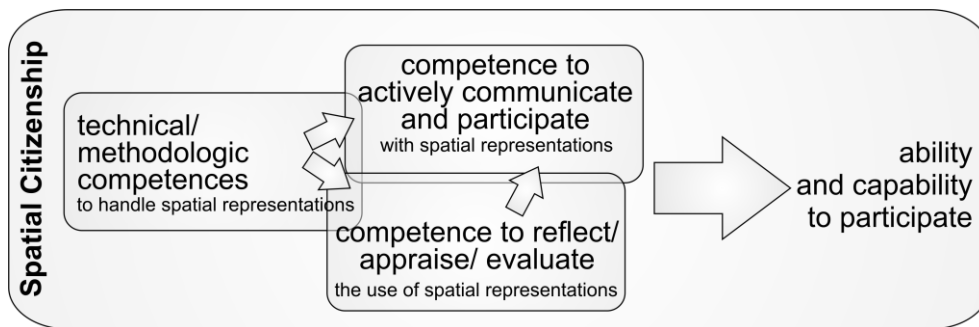 Spatial Citizenship
technical/
methodologic
competences
to handle spatial representations
competence to
actively communicate
and participate
with spatial representations
competence to reflect/
appraise/ evaluate
the use of spatial representations
ability
and capability
to participate